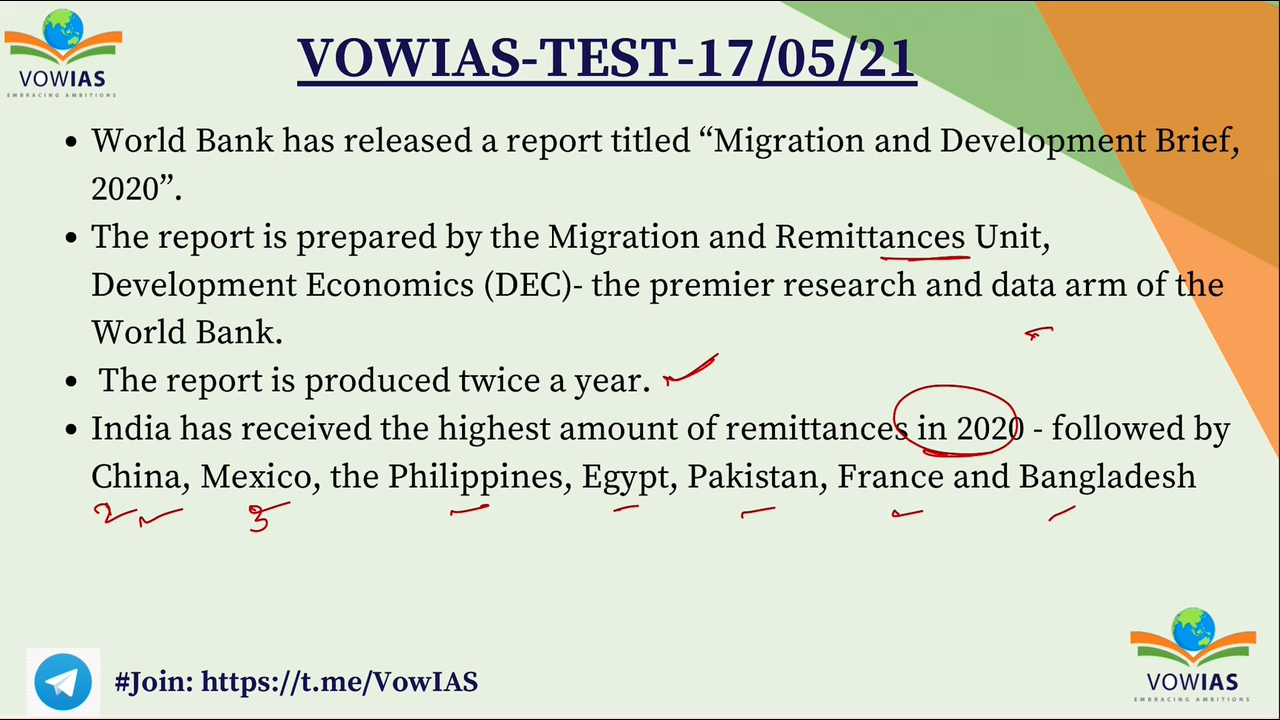 VOWIAS
EMBRACING AMBITIONS
VOWIAS-TEST-17/05/21
• World Bank has released a report titled “Migration and Development Brief,
2020”.
• The report is prepared by the Migration and Remittances Unit,
Development Economics (DEC)- the premier research and data arm of the
World Bank.
• The report is produced twice a year.
• India has received the highest amount of remittances in 2020 - followed by
China, Mexico, the Philippines, Egypt, Pakistan, France and Bangladesh
2 3
#Join: https://t.me/VowIAS
VOWIAS
EMBRACING AMBITIONS